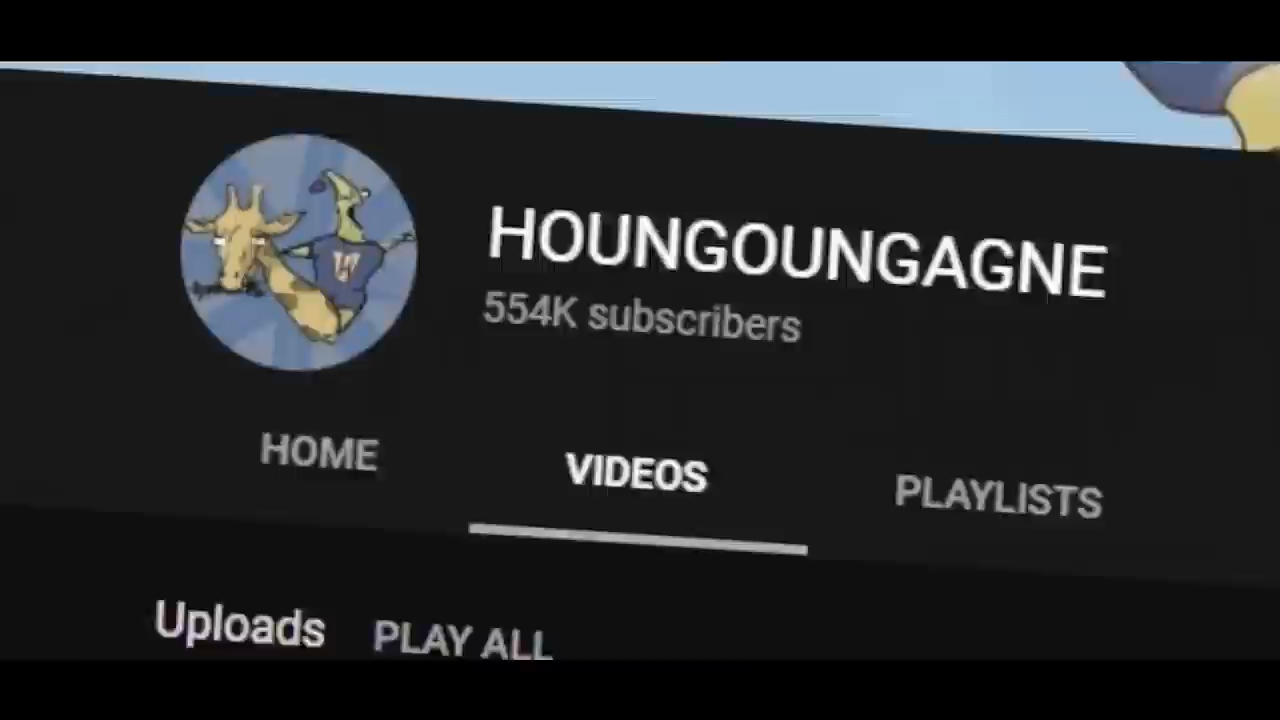 HOUNGOUNGAGNE
554K subscribers
HOME VIDEOS PLAYLISTS
Uploads PLAY ALL
W